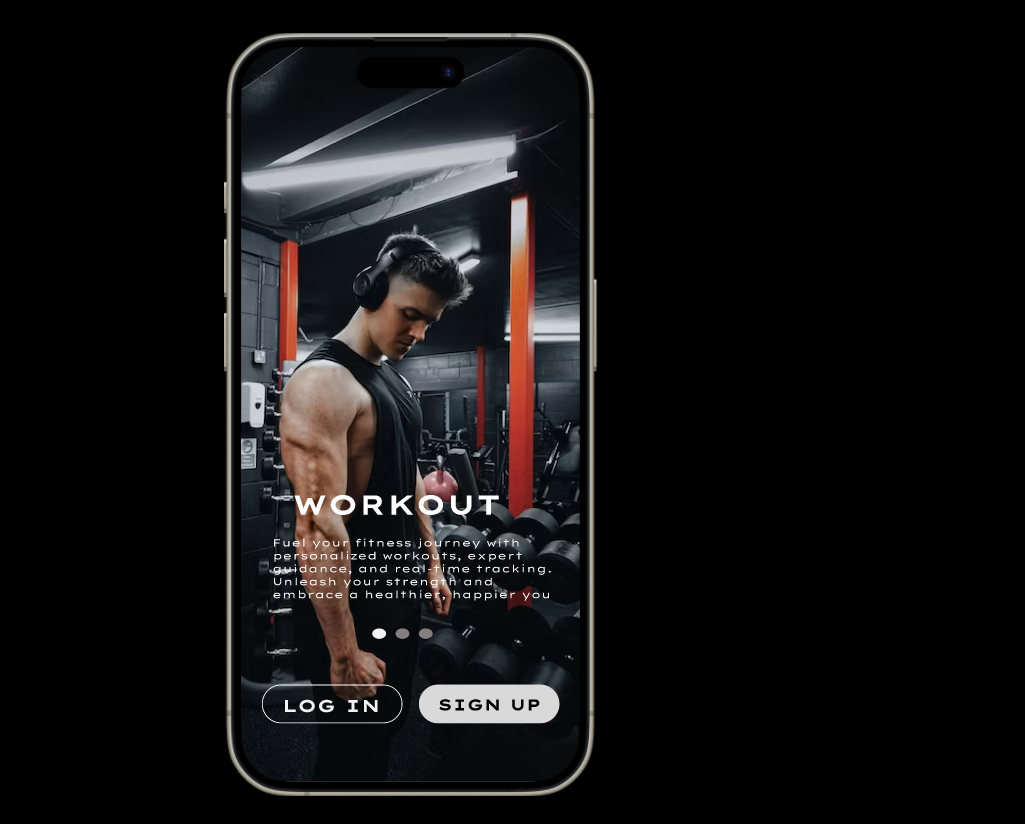 WORKOUT
Fuel your fitness journey with
personalized workouts, expert
guidance, and real-time tracking.
Unleash your strength and
embrace a healthier, happier you
LOG IN
SIGN UP